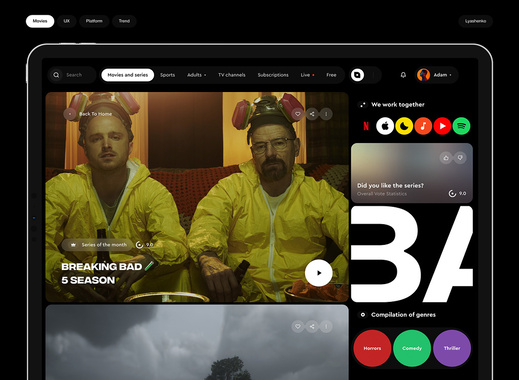 Movies
UX
Platform
Trend
Lyashenko
Search
Movies and series
Sports
Adults
TV channels
Subscriptions
Live
Free
Adam
Back To Home
We work together
Did you like the series?
Overall Vote Statistics
9.0
Series of the month
9.0
BREAKING BAD
5 SEASON
BA
Compilation of genres
Horrors
Comedy
Thriller